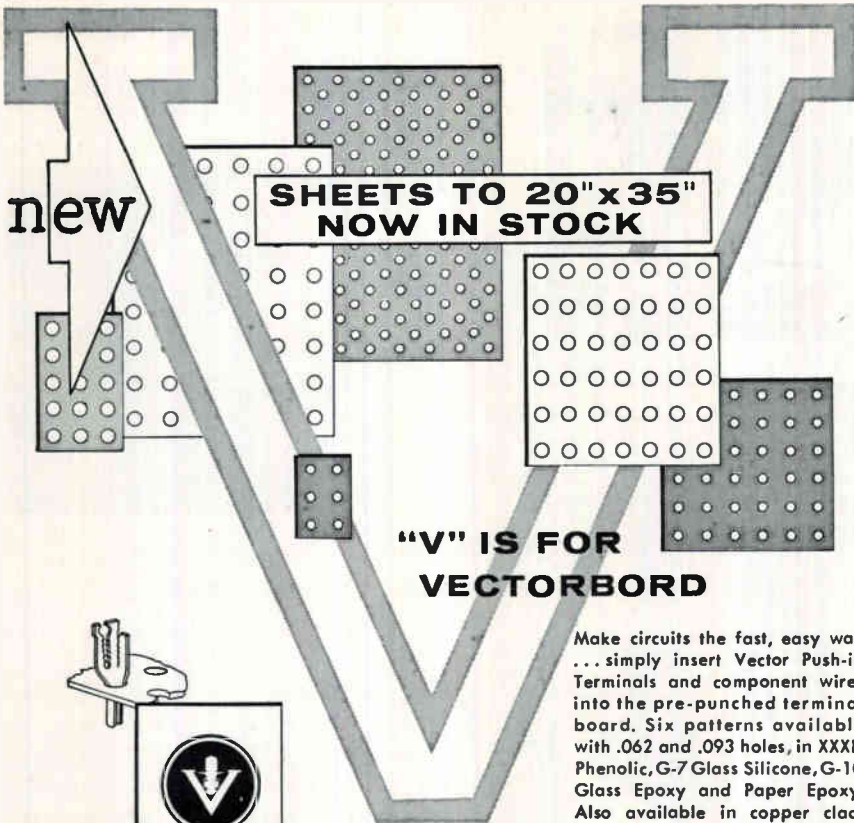 new
SHEETS TO 20"x35"
NOW IN STOCK
"V" IS FOR
VECTORBORD
V
Make circuits the fast, easy wa
...simply insert Vector Push-i
Terminals and component wire
into the pre-punched termina
board. Six patterns availabl
with .062 and .093 holes, in XXX
Phenolic, G-7 Glass Silicone, G-1
Glass Epoxy and Paper Epoxy
Also available in copper clad